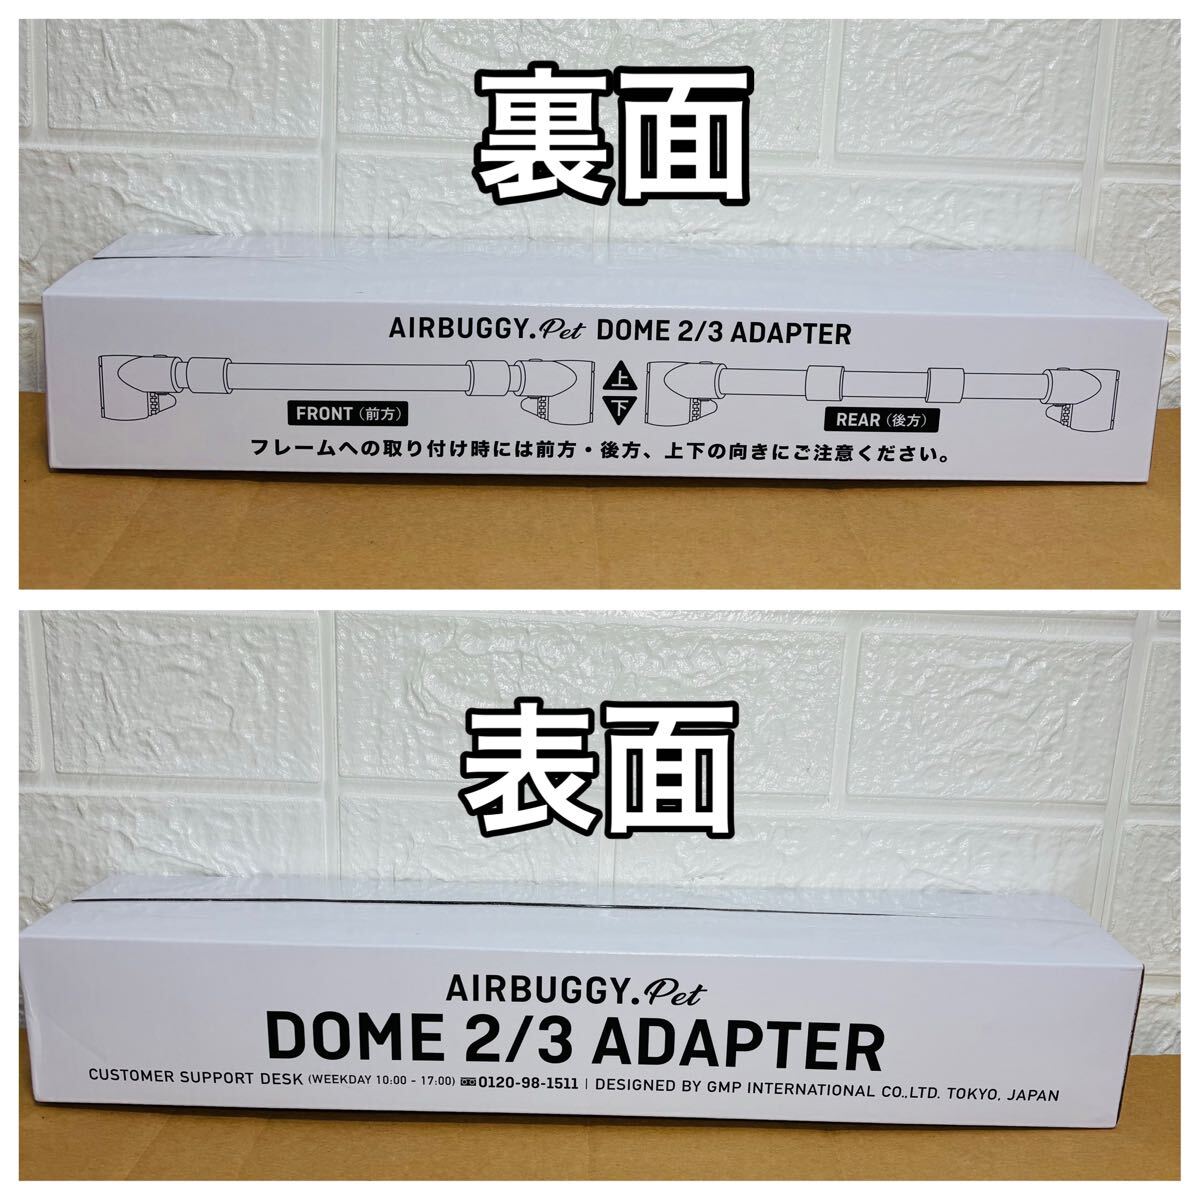 裏面
AIRBUGGY.Pet DOME 2/3 ADAPTER
上
下
FRONT (前方)
REAR (後方)
フレームへの取り付け時には前方・後方、上下の向きにご注意ください。
表面
AIRBUGGY.Pet
DOME 2/3 ADAPTER
CUSTOMER SUPPORT DESK (WEEKDAY 10:00 - 17:00) 0120-98-1511 | DESIGNED BY GMP INTERNATIONAL CO.,LTD. TOKYO, JAPAN